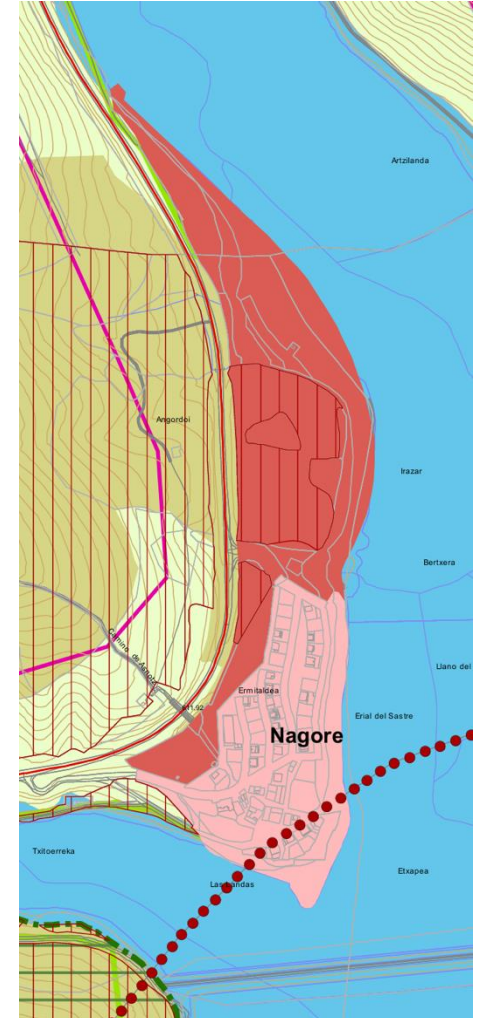 Artzilanda
Angordoi
Irazar
Bertxera
Llano del
Ermitaldea
Erial del Sastre
Nagore
Txitoerreka
Etxapea